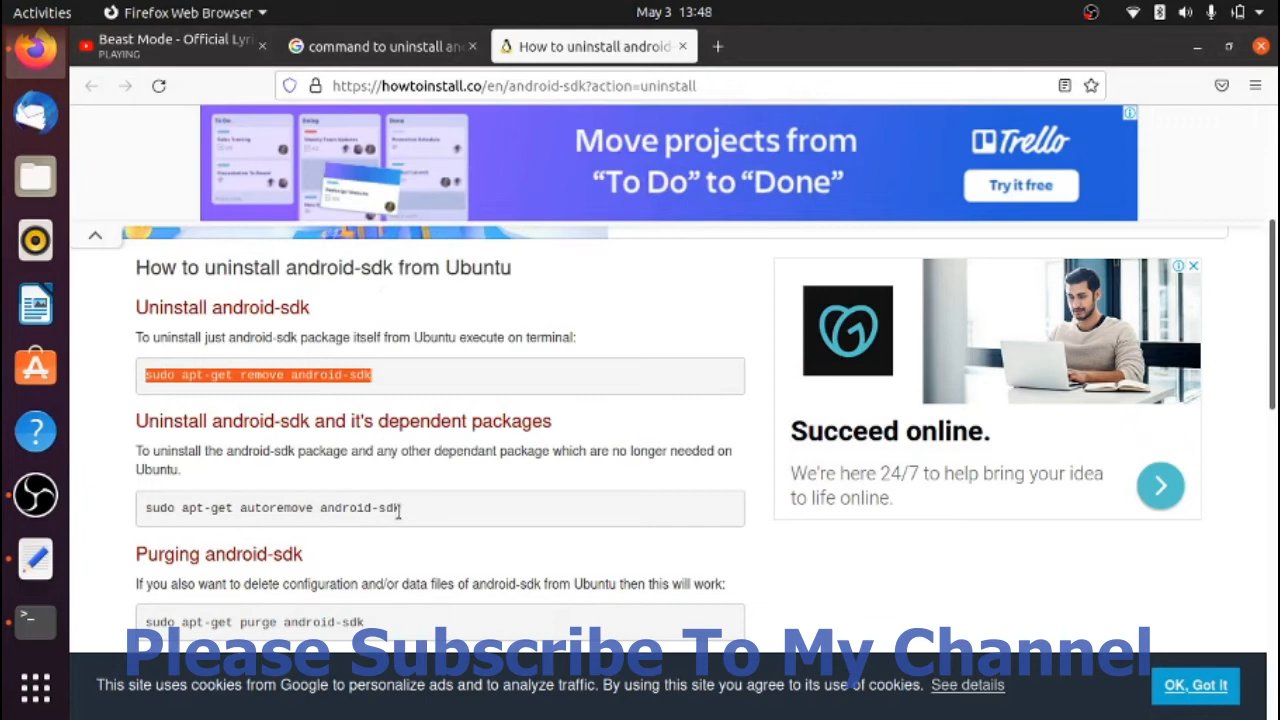 Activities
Firefox Web Browser
May 3 13:48
Beast Mode - Official Lyri
PLAYING
command to uninstall an
How to uninstall android-
https://howtoinstall.co/en/android-sdk?action=uninstall
Move projects from
“To Do” to “Done”
Trello
Try it free
How to uninstall android-sdk from Ubuntu
Uninstall android-sdk
To uninstall just android-sdk package itself from Ubuntu execute on terminal:
sudo apt-get remove android-sdk
Uninstall android-sdk and it's dependent packages
To uninstall the android-sdk package and any other dependant package which are no longer needed on
Ubuntu.
sudo apt-get autoremove android-sdk
Purging android-sdk
If you also want to delete configuration and/or data files of android-sdk from Ubuntu then this will work:
sudo apt-get purge android-sdk
Succeed online.
We're here 24/7 to help bring your idea
to life online.
Please Subscribe To My Channel
This site uses cookies from Google to personalize ads and to analyze traffic. By using this site you agree to its use of cookies. See details
OK, Got It